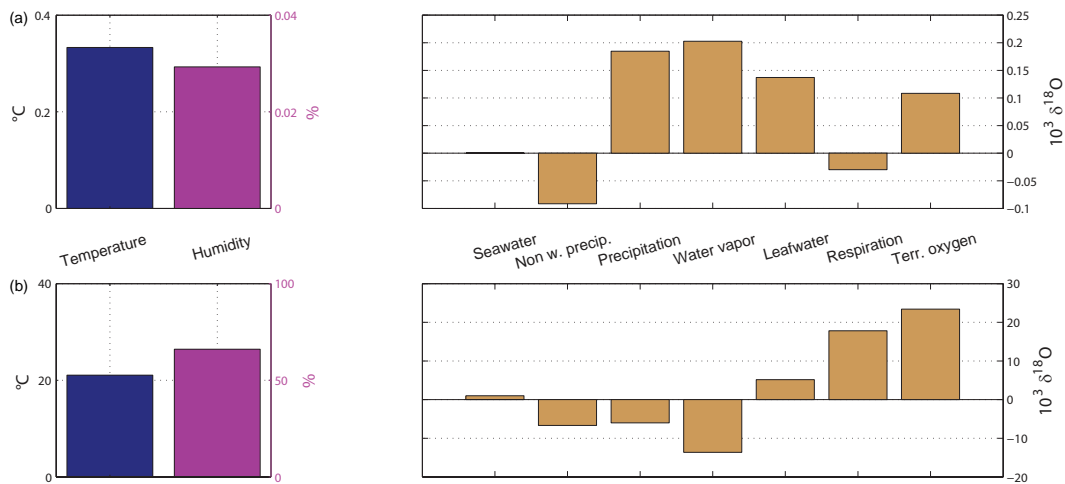 (a)
0.4
0.2
0
°C
0.04
0.02
0
%
0.25
0.2
0.15
0.1
0.05
0
−0.05
−0.1
10³ δ¹⁸O
Temperature
Humidity
Seawater
Non w. precip.
Precipitation
Water vapor
Leafwater
Respiration
Terr. oxygen
(b)
40
20
0
°C
100
50
0
%
30
20
10
0
−10
−20
10³ δ¹⁸O